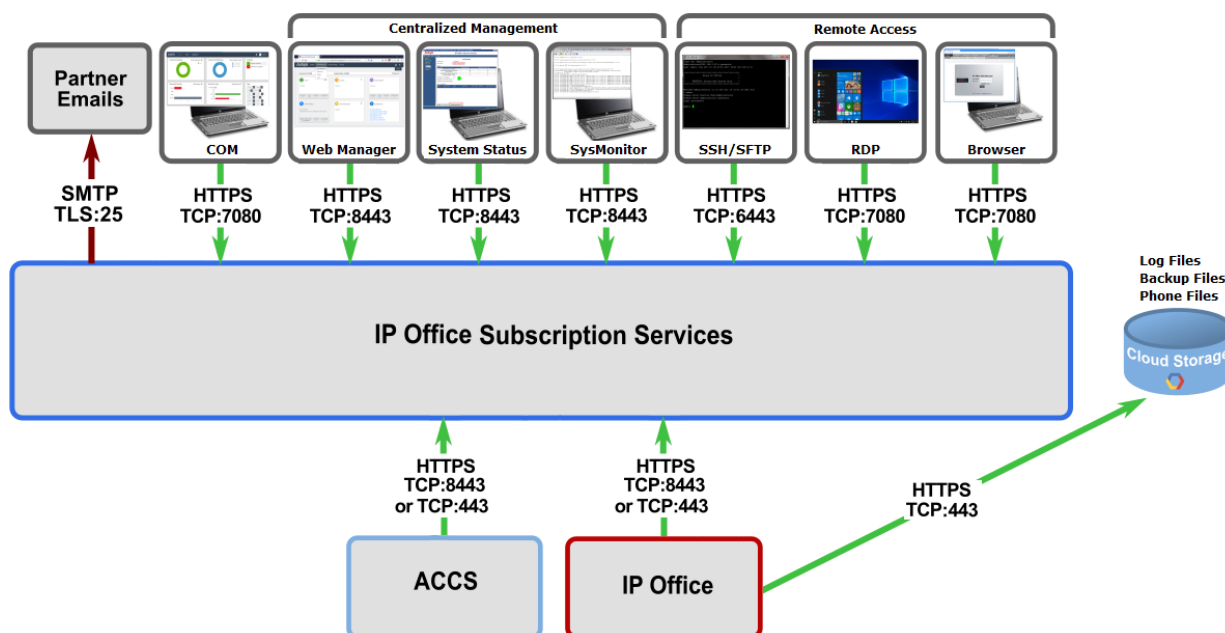 Centralized Management
Remote Access
Partner
Emails
COM
Web Manager
System Status
SysMonitor
SSH/SFTP
RDP
Browser
SMTP
TLS:25
HTTPS
TCP:7080
HTTPS
TCP:8443
HTTPS
TCP:8443
HTTPS
TCP:8443
HTTPS
TCP:6443
HTTPS
TCP:7080
HTTPS
TCP:7080
Log Files
Backup Files
Phone Files
Cloud Storage
IP Office Subscription Services
HTTPS
TCP:8443
or TCP:443
HTTPS
TCP:8443
or TCP:443
HTTPS
TCP:443
ACCS
IP Office